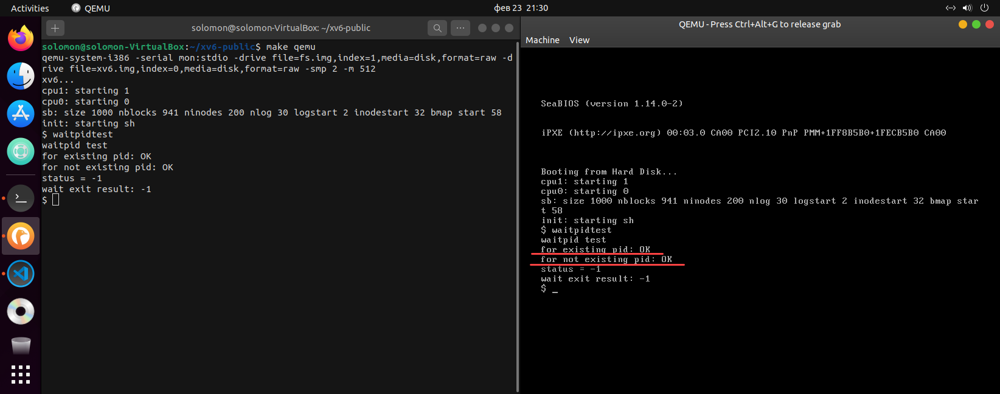 Activities
QEMU
фев 23 21:30
solomon@solomon-VirtualBox: ~/xv6-public
solomon@solomon-VirtualBox:~/xv6-public$ make qemu
qemu-system-i386 -serial mon:stdio -drive file=fs.img,index=1,media=disk,format=raw -d
rive file=xv6.img,index=0,media=disk,format=raw -smp 2 -m 512
xv6...
cpu1: starting 1
cpu0: starting 0
sb: size 1000 nblocks 941 ninodes 200 nlog 30 logstart 2 inodestart 32 bmap start 58
init: starting sh
$ waitpidtest
waitpid test
for existing pid: OK
for not existing pid: OK
status = -1
wait exit result: -1
$
QEMU - Press Ctrl+Alt+G to release grab
Machine View
SeaBIOS (version 1.14.0-2)
iPXE (http://ipxe.org) 00:03.0 CA00 PCI2.10 PnP PMM+1FF8B5B0+1FECB5B0 CA00
Booting from Hard Disk...
cpu1: starting 1
cpu0: starting 0
sb: size 1000 nblocks 941 ninodes 200 nlog 30 logstart 2 inodestart 32 bmap star
t 58
init: starting sh
$ waitpidtest
waitpid test
for existing pid: OK
for not existing pid: OK
status = -1
wait exit result: -1
$ _